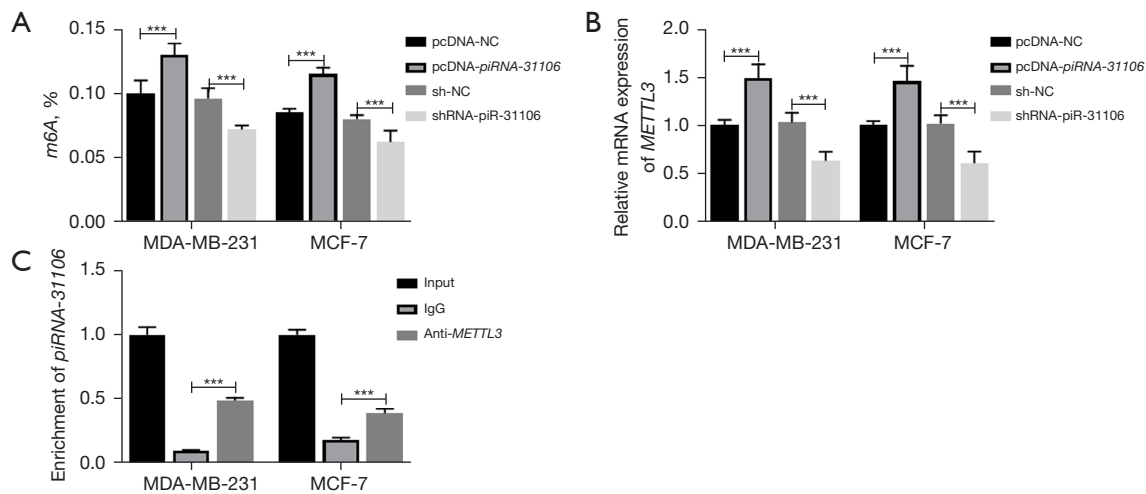 A
m6A, %
0.15
0.10
0.05
0.00
***
***
***
***
MDA-MB-231
MCF-7
pcDNA-NC
pcDNA-piRNA-31106
sh-NC
shRNA-piR-31106
B
Relative mRNA expression
of METTL3
2.0
1.5
1.0
0.5
0.0
***
***
***
***
MDA-MB-231
MCF-7
pcDNA-NC
pcDNA-piRNA-31106
sh-NC
shRNA-piR-31106
C
Enrichment of piRNA-31106
1.5
1.0
0.5
0.0
***
***
MDA-MB-231
MCF-7
Input
IgG
Anti-METTL3